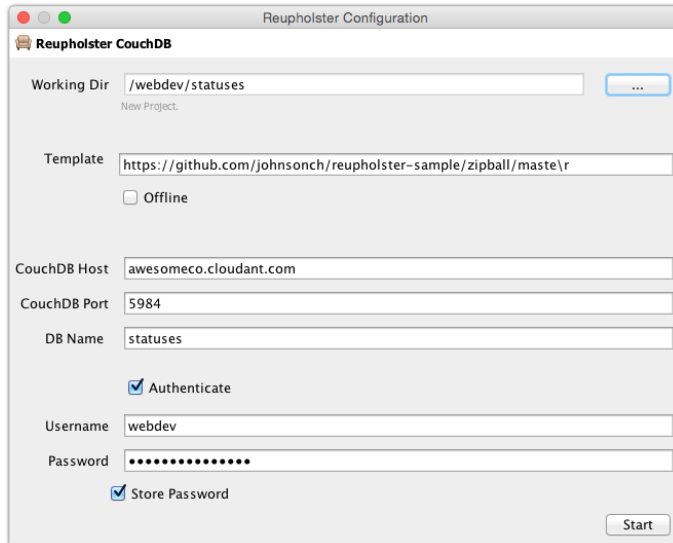 Reupholster Configuration
Reupholster CouchDB
Working Dir /webdev/statuses ...
New Project.
Template https://github.com/johnsonch/reupholster-sample/zipball/maste\r
Offline
CouchDB Host awesomeco.cloudant.com
CouchDB Port 5984
DB Name statuses
Authenticate
Username webdev
Password •••••••••••••••
Store Password
Start